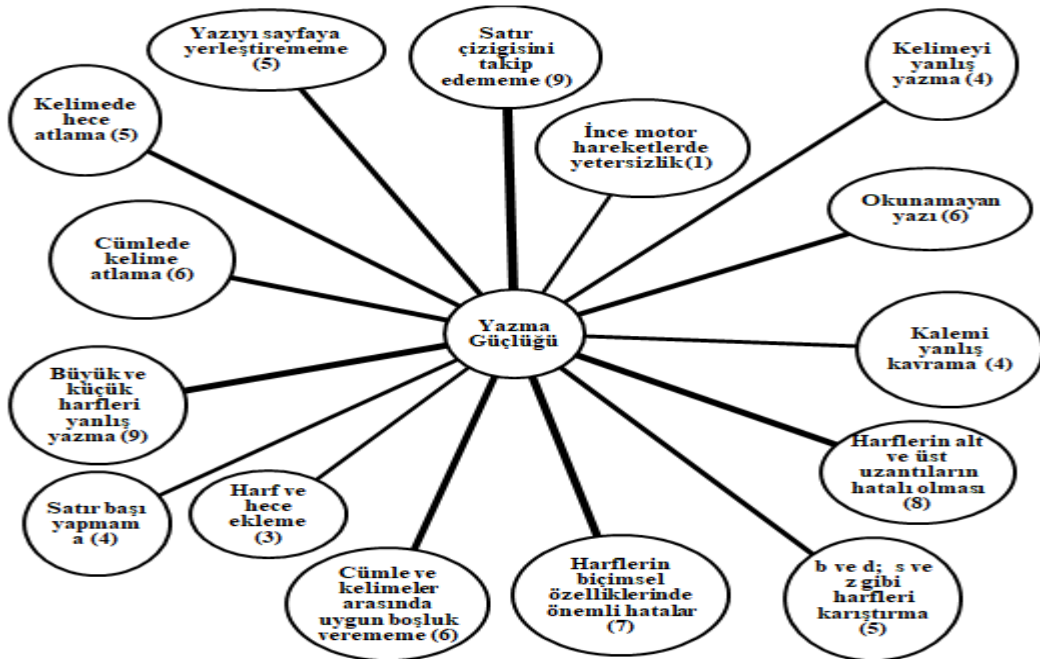 Yazıyı sayfaya
yerleştirememe
(5)
Satır
çizigisini
takip
edememe (9)
Kelimeyi
yanlış
yazma (4)
Kelimede
hece
atlama (5)
İnce motor
hareketlerde
yetersizlik (1)
Okunamayan
yazı (6)
Cümlede
kelime
atlama (6)
Yazma
Güçlüğü
Kalemi
yanlış
kavrama (4)
Büyük ve
küçük
harfleri
yanlış
yazma (9)
Harflerin alt
ve üst
uzantıların
hatalı olması
(8)
Satır başı
yapmam
a (4)
Harf ve
hece
ekleme
(3)
Cümle ve
kelimeler
arasında
uygun boşluk
verememe (6)
Harflerin
biçimsel
özelliklerinde
önemli hatalar
(7)
b ve d; s ve
z gibi
harfleri
karıştırma
(5)